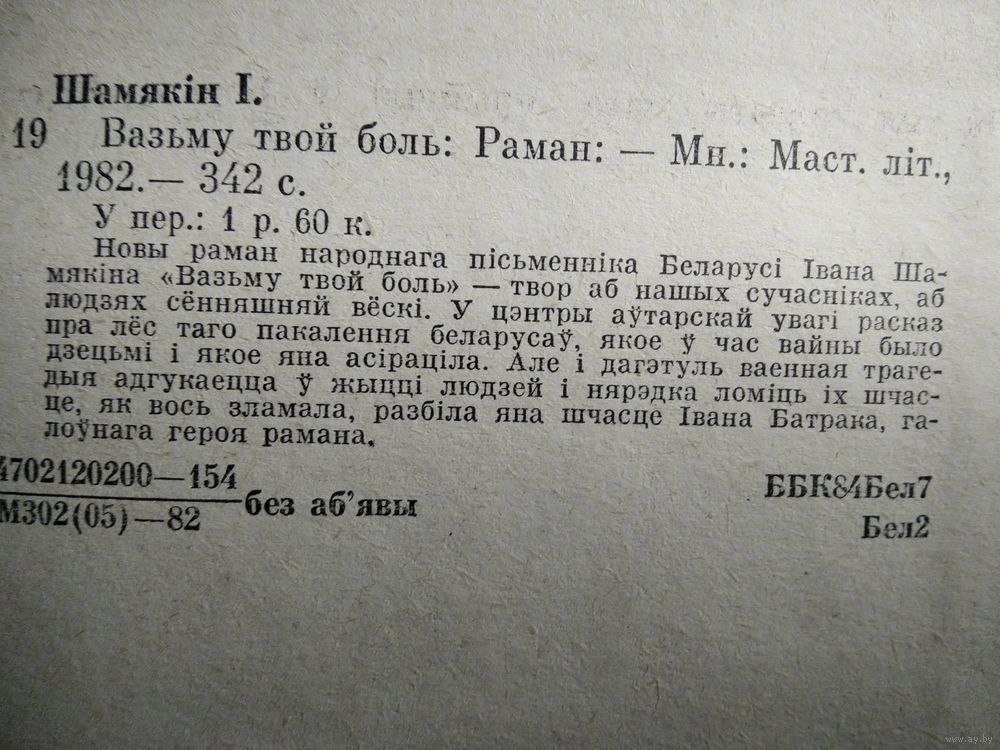 Шамякін І.
19 Вазьму твой боль: Раман: — Мн.: Маст. літ.,
1982.— 342 с.
У пер.: 1 р. 60 к.
Новы раман народнага пісьменніка Беларусі Івана Ша-
мякіна «Вазьму твой боль» — твор аб нашых сучасніках, аб
людзях сённяшняй вёскі. У цэнтры аўтарскай увагі расказ
пра лёс таго пакалення беларусаў, якое ў час вайны было
дзецьмі і якое яна асіраціла. Але і дагэтуль ваенная траге-
дыя адгукаецца ў жыцці людзей і нярэдка ломіць іх шчас-
це, як вось зламала, разбіла яна шчасце Івана Батрака, га-
лоўнага героя рамана.
4702120200—154
М302(05)—82
без аб'явы
ББК84Бел7
Бел2
www.ay.by